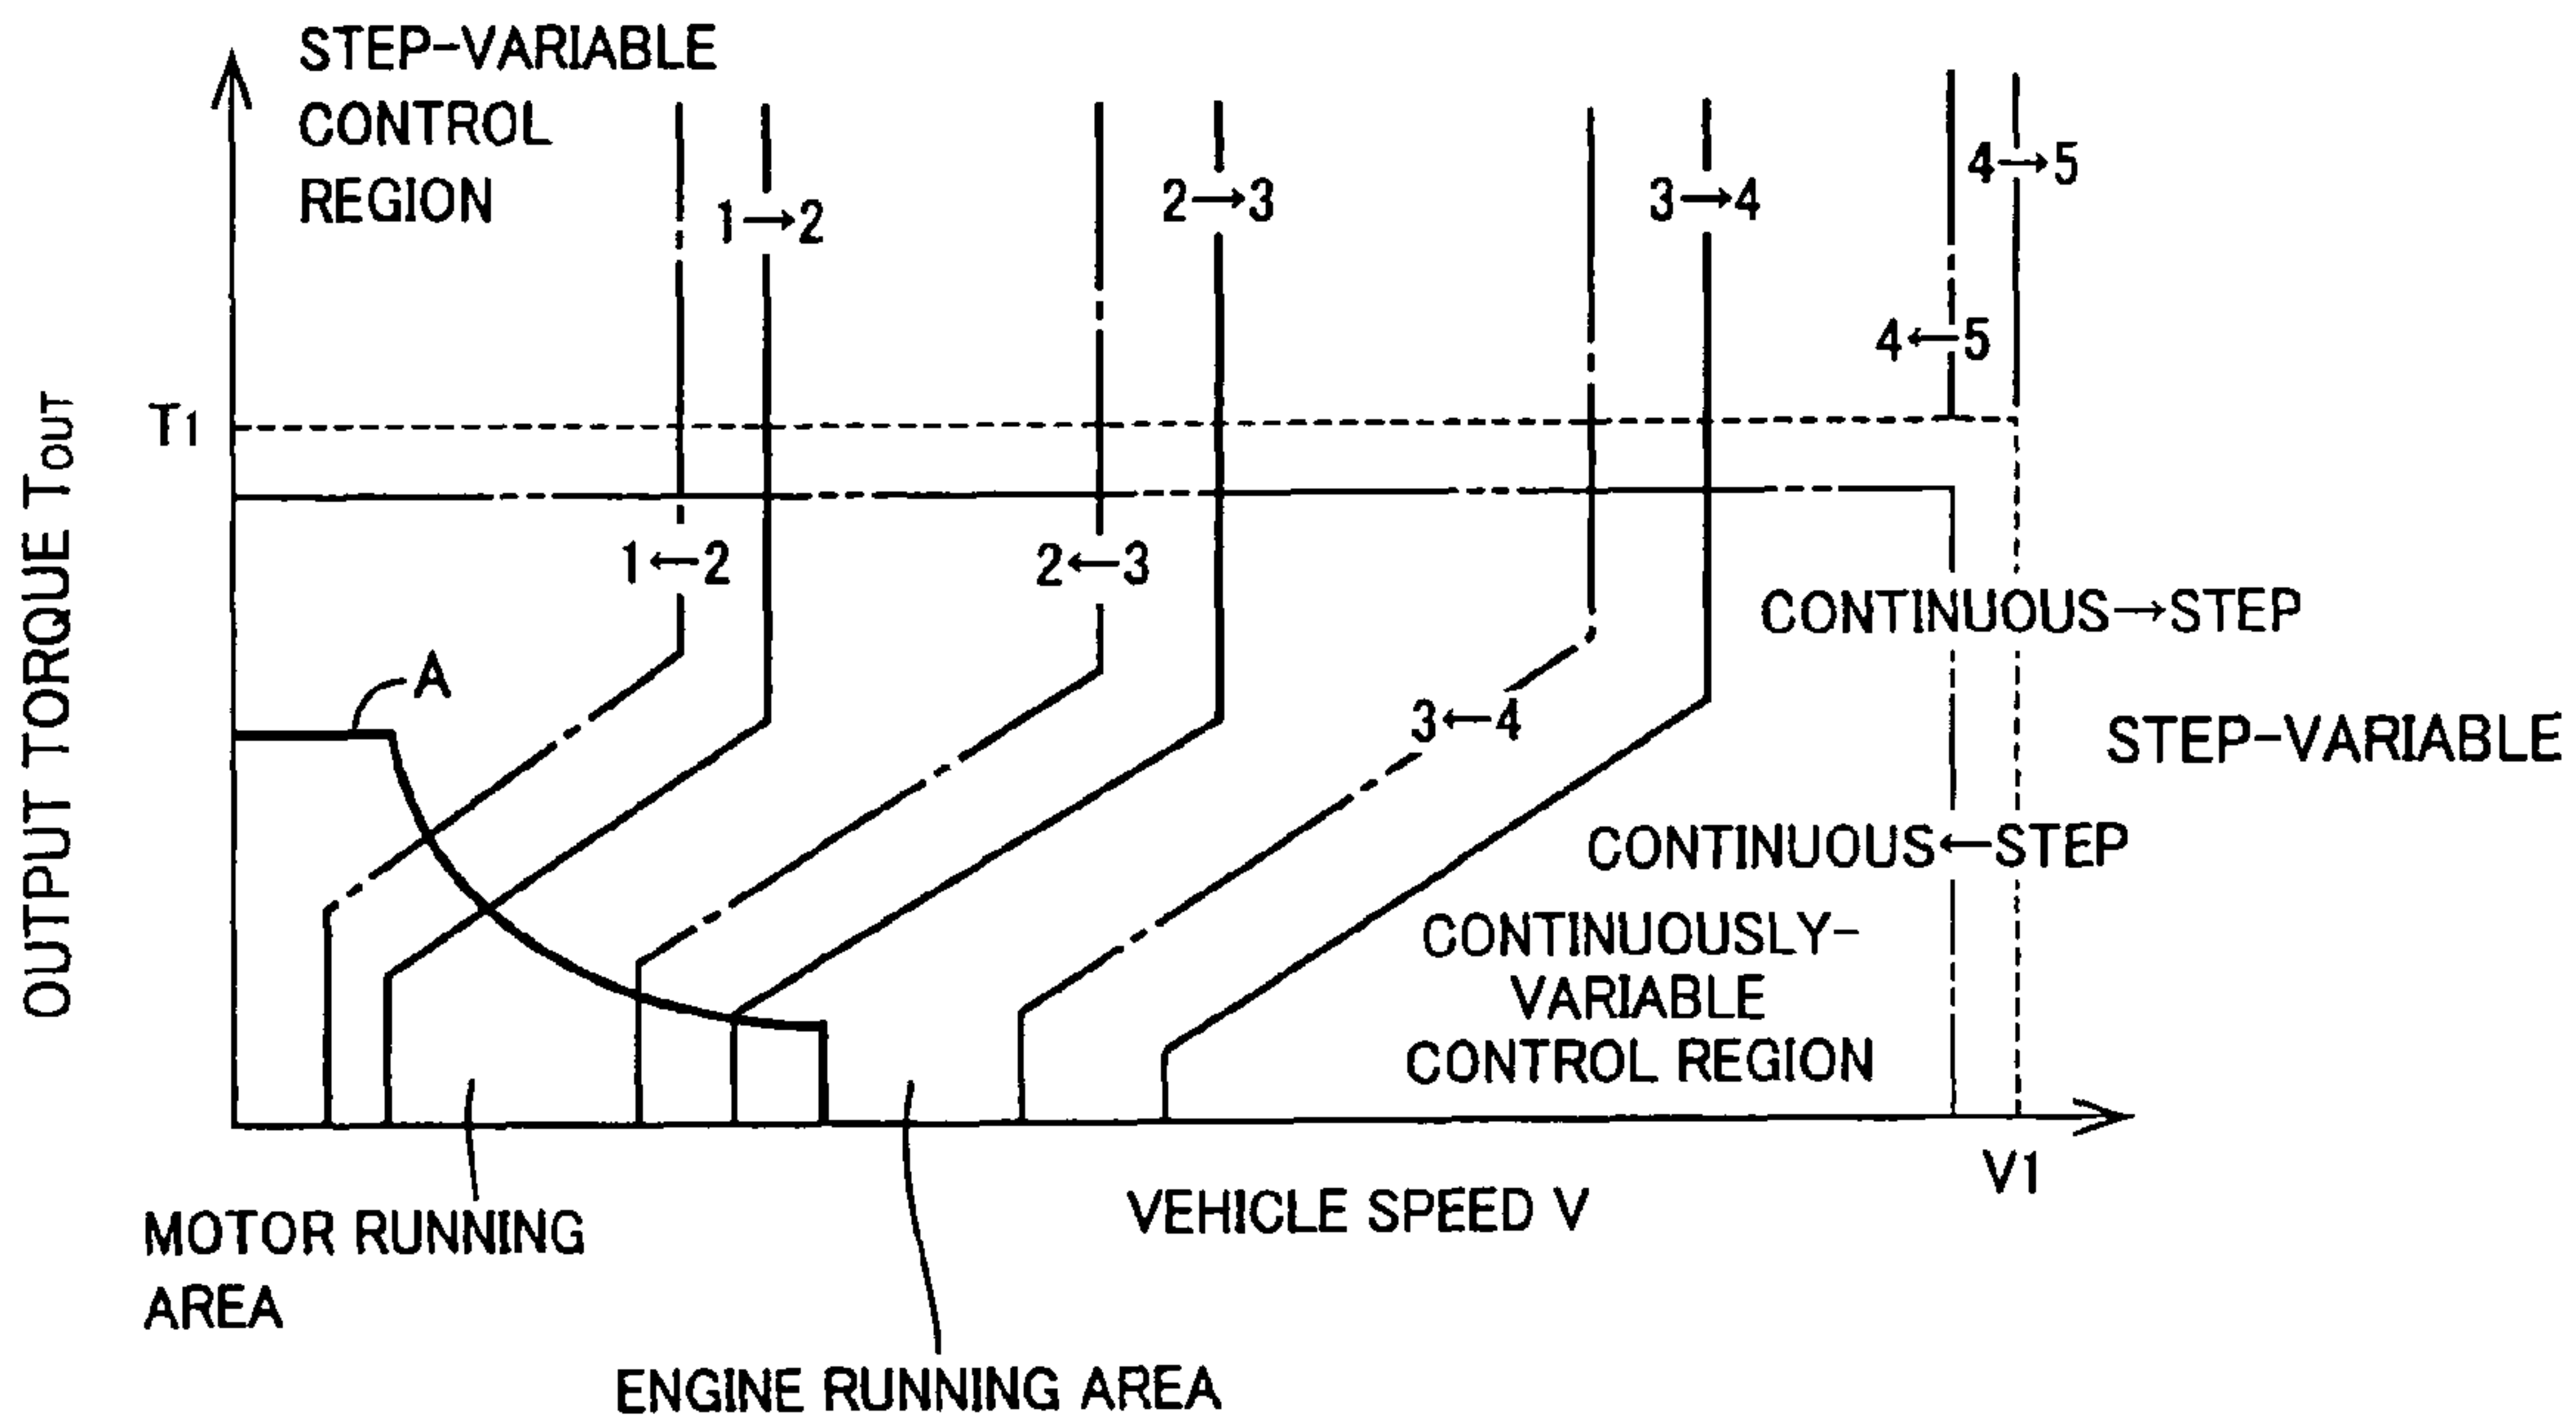 STEP-VARIABLE
CONTROL
REGION
1→2
2→3
3→4
4→5
4←5
T1
1←2
2←3
3←4
CONTINUOUS→STEP
A
STEP-VARIABLE
CONTINUOUS←STEP
CONTINUOUSLY-
VARIABLE
CONTROL REGION
OUTPUT TORQUE TOUT
V1
VEHICLE SPEED V
MOTOR RUNNING
AREA
ENGINE RUNNING AREA